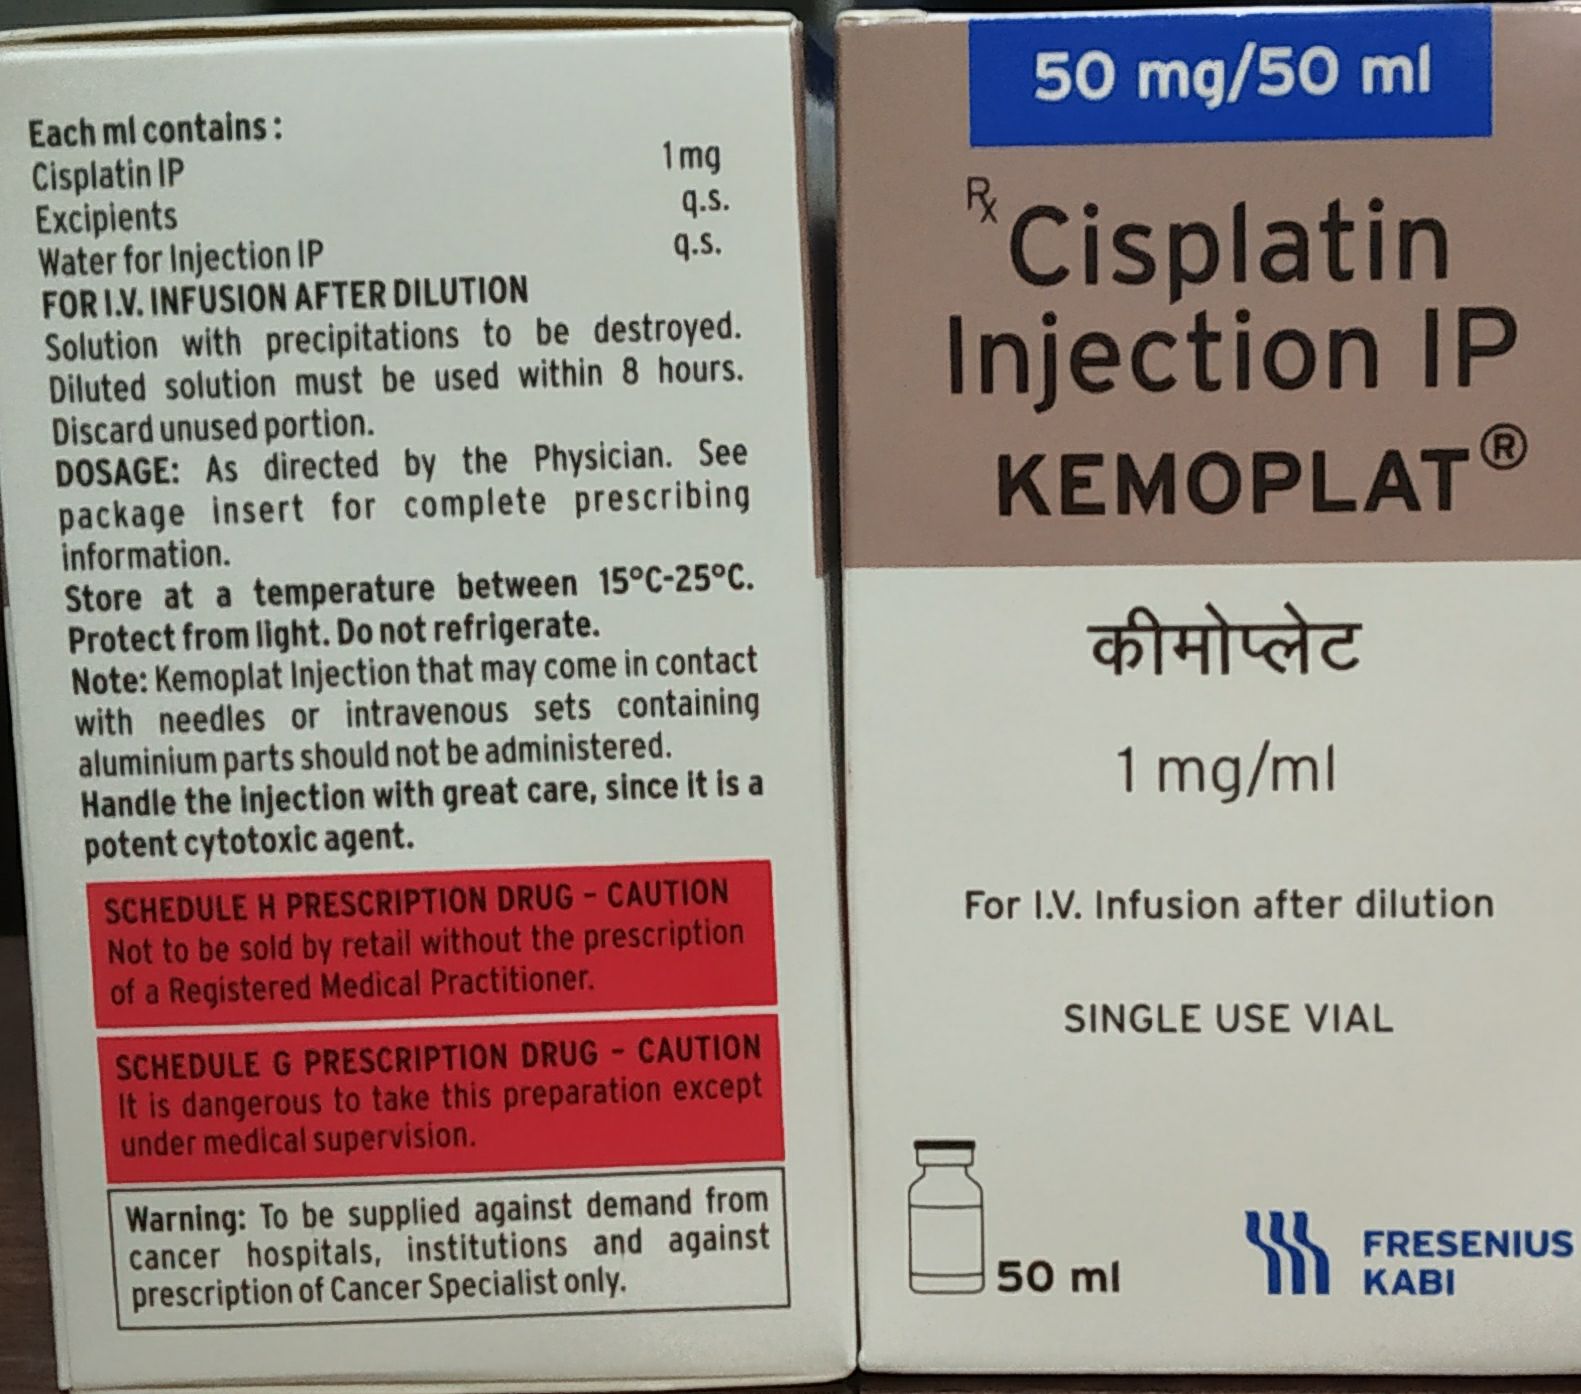 Each ml contains :
Cisplatin IP 1 mg
Excipients q.s.
Water for Injection IP q.s.
FOR I.V. INFUSION AFTER DILUTION
Solution with precipitations to be destroyed.
Diluted solution must be used within 8 hours.
Discard unused portion.
DOSAGE: As directed by the Physician. See
package insert for complete prescribing
information.
Store at a temperature between 15°C-25°C.
Protect from light. Do not refrigerate.
Note: Kemoplat Injection that may come in contact
with needles or intravenous sets containing
aluminium parts should not be administered.
Handle the injection with great care, since it is a
potent cytotoxic agent.
SCHEDULE H PRESCRIPTION DRUG - CAUTION
Not to be sold by retail without the prescription
of a Registered Medical Practitioner.
SCHEDULE G PRESCRIPTION DRUG - CAUTION
It is dangerous to take this preparation except
under medical supervision.
Warning: To be supplied against demand from
cancer hospitals, institutions and against
prescription of Cancer Specialist only.
50 mg/50 ml
Rx Cisplatin
Injection IP
KEMOPLAT®
कीमोप्लेट
1 mg/ml
For I.V. Infusion after dilution
SINGLE USE VIAL
50 ml
FRESENIUS
KABI